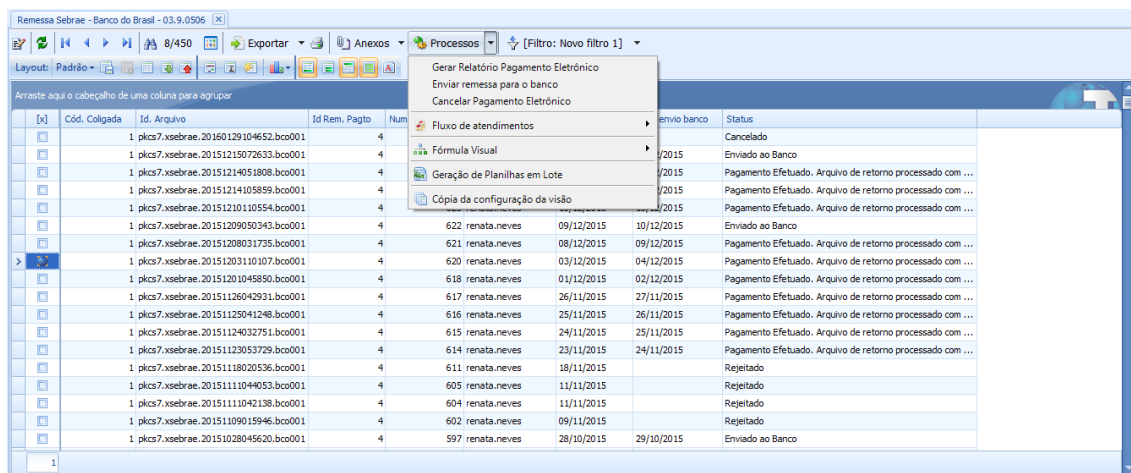 Remessa Sebrae - Banco do Brasil - 03.9.0506
8/450 Exportar Anexos Processos [Filtro: Novo filtro 1]
Layout: Padrão
Arraste aqui o cabeçalho de uma coluna para agrupar
Gerar Relatório Pagamento Eletrônico
Enviar remessa para o banco
Cancelar Pagamento Eletrônico
Fluxo de atendimentos
Fórmula Visual
Geração de Planilhas em Lote
Cópia da configuração da visão
[x] Cód. Coligada Id. Arquivo Id Rem. Pagto Num envio banco Status
1 pkcs7.xsebrae.20160129104652.bco001 4 Cancelado
1 pkcs7.xsebrae.20151215072633.bco001 4 /2015 Enviado ao Banco
1 pkcs7.xsebrae.20151214051808.bco001 4 /2015 Pagamento Efetuado. Arquivo de retorno processado com ...
1 pkcs7.xsebrae.20151214105859.bco001 4 /2015 Pagamento Efetuado. Arquivo de retorno processado com ...
1 pkcs7.xsebrae.20151210110554.bco001 4 Pagamento Efetuado. Arquivo de retorno processado com ...
1 pkcs7.xsebrae.20151209050343.bco001 4 622 renata.neves 09/12/2015 10/12/2015 Enviado ao Banco
1 pkcs7.xsebrae.20151208031735.bco001 4 621 renata.neves 08/12/2015 09/12/2015 Pagamento Efetuado. Arquivo de retorno processado com ...
1 pkcs7.xsebrae.20151203110107.bco001 4 620 renata.neves 03/12/2015 04/12/2015 Pagamento Efetuado. Arquivo de retorno processado com ...
1 pkcs7.xsebrae.20151201045850.bco001 4 618 renata.neves 01/12/2015 02/12/2015 Pagamento Efetuado. Arquivo de retorno processado com ...
1 pkcs7.xsebrae.20151126042931.bco001 4 617 renata.neves 26/11/2015 27/11/2015 Pagamento Efetuado. Arquivo de retorno processado com ...
1 pkcs7.xsebrae.20151125041248.bco001 4 616 renata.neves 25/11/2015 26/11/2015 Pagamento Efetuado. Arquivo de retorno processado com ...
1 pkcs7.xsebrae.20151124032751.bco001 4 615 renata.neves 24/11/2015 25/11/2015 Pagamento Efetuado. Arquivo de retorno processado com ...
1 pkcs7.xsebrae.20151123053729.bco001 4 614 renata.neves 23/11/2015 24/11/2015 Pagamento Efetuado. Arquivo de retorno processado com ...
1 pkcs7.xsebrae.20151118020536.bco001 4 611 renata.neves 18/11/2015 Rejeitado
1 pkcs7.xsebrae.20151111044053.bco001 4 605 renata.neves 11/11/2015 Rejeitado
1 pkcs7.xsebrae.20151111042138.bco001 4 604 renata.neves 11/11/2015 Rejeitado
1 pkcs7.xsebrae.20151109015946.bco001 4 602 renata.neves 09/11/2015 Rejeitado
1 pkcs7.xsebrae.20151028045620.bco001 4 597 renata.neves 28/10/2015 29/10/2015 Enviado ao Banco
1